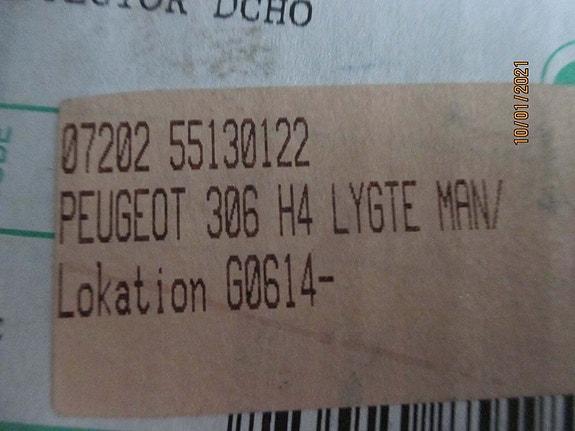 DCHO
07202 55130122
PEUGEOT 306 H4 LYGTE MAN/
Lokation G0614-
10/01/2021